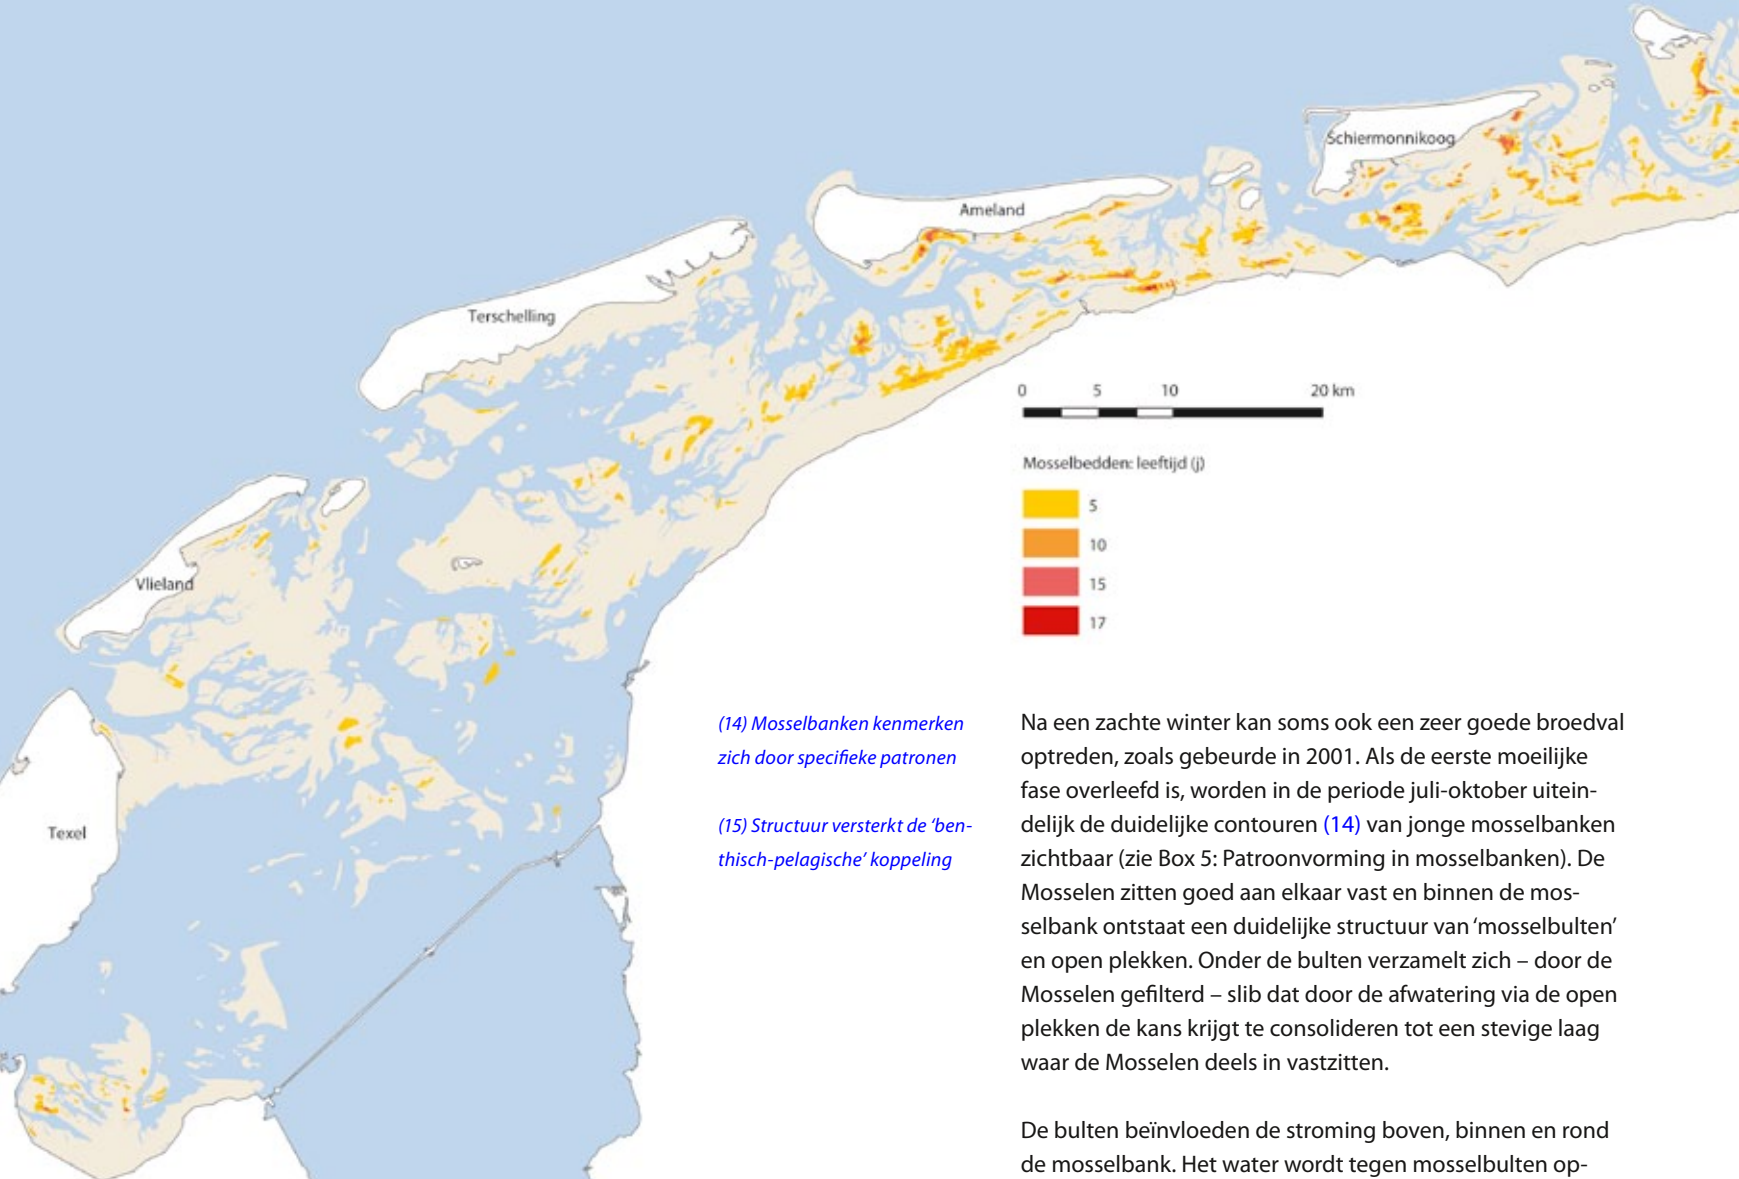 Schiermonnikoog
Ameland
Terschelling
Vlieland
Texel
0 5 10 20 km
Mosselbedden: leeftijd (j)
5
10
15
17
(14) Mosselbanken kenmerken
zich door specifieke patronen
(15) Structuur versterkt de ‘ben-
thisch-pelagische’ koppeling
Na een zachte winter kan soms ook een zeer goede broedval
optreden, zoals gebeurde in 2001. Als de eerste moeilijke
fase overleefd is, worden in de periode juli-oktober uitein-
delijk de duidelijke contouren (14) van jonge mosselbanken
zichtbaar (zie Box 5: Patroonvorming in mosselbanken). De
Mosselen zitten goed aan elkaar vast en binnen de mos-
selbank ontstaat een duidelijke structuur van ‘mosselbulten’
en open plekken. Onder de bulten verzamelt zich – door de
Mosselen gefilterd – slib dat door de afwatering via de open
plekken de kans krijgt te consolideren tot een stevige laag
waar de Mosselen deels in vastzitten.
De bulten beïnvloeden de stroming boven, binnen en rond
de mosselbank. Het water wordt tegen mosselbulten op-